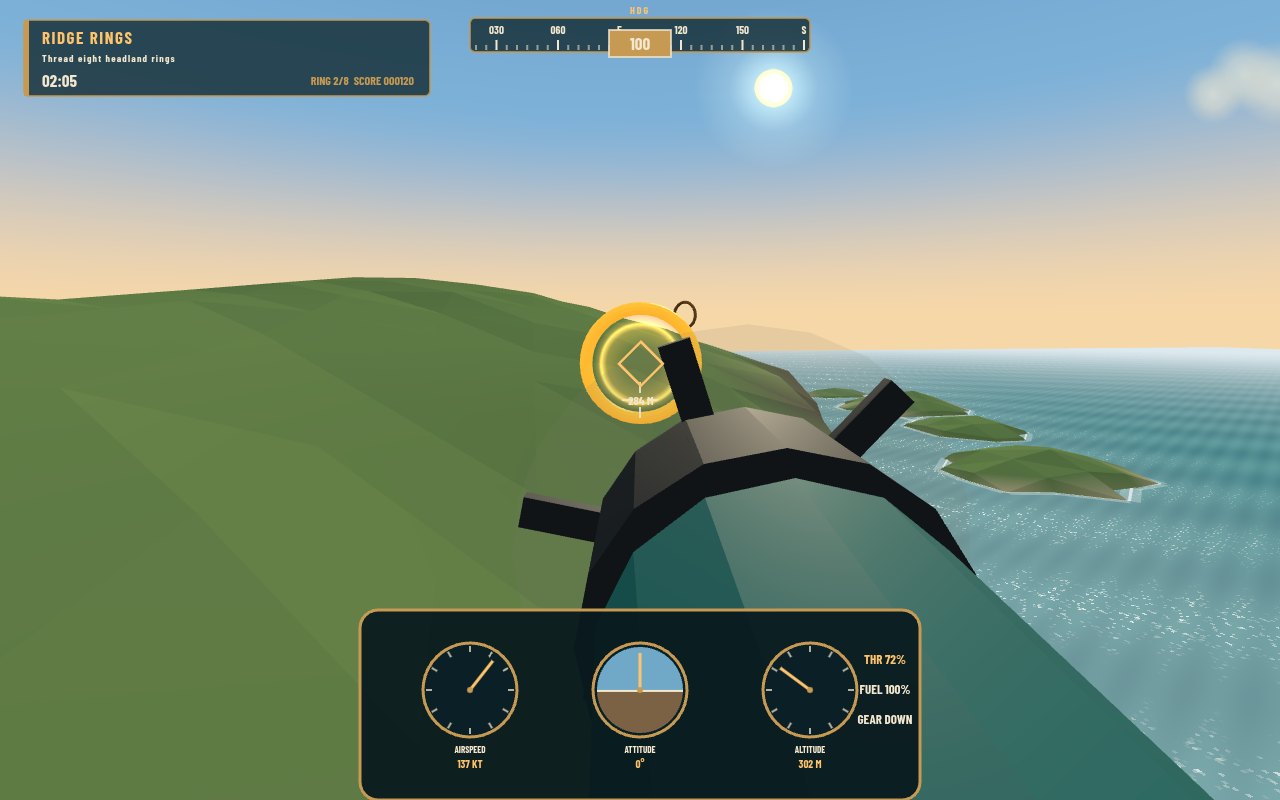 HDG
RIDGE RINGS
Thread eight headland rings
02:05
RING 2/8 SCORE 000120
030 060 E 120 150 S
100
284 M
THR 72%
FUEL 100%
GEAR DOWN
AIRSPEED
137 KT
ATTITUDE
0°
ALTITUDE
302 M